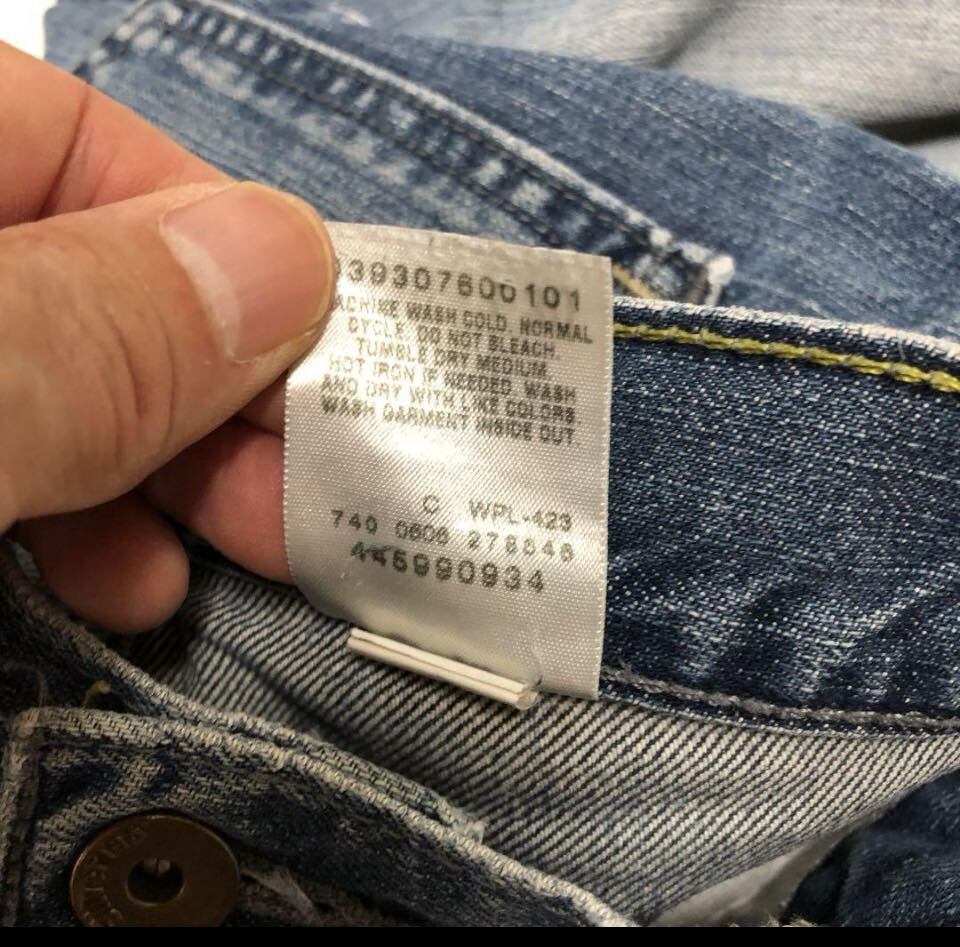 39307600101
MACHINE WASH COLD, NORMAL
CYCLE. DO NOT BLEACH.
TUMBLE DRY MEDIUM.
HOT IRON IF NEEDED. WASH
AND DRY WITH LIKE COLORS.
WASH GARMENT INSIDE OUT.
C WPL-423
740 0606 278848
445990934